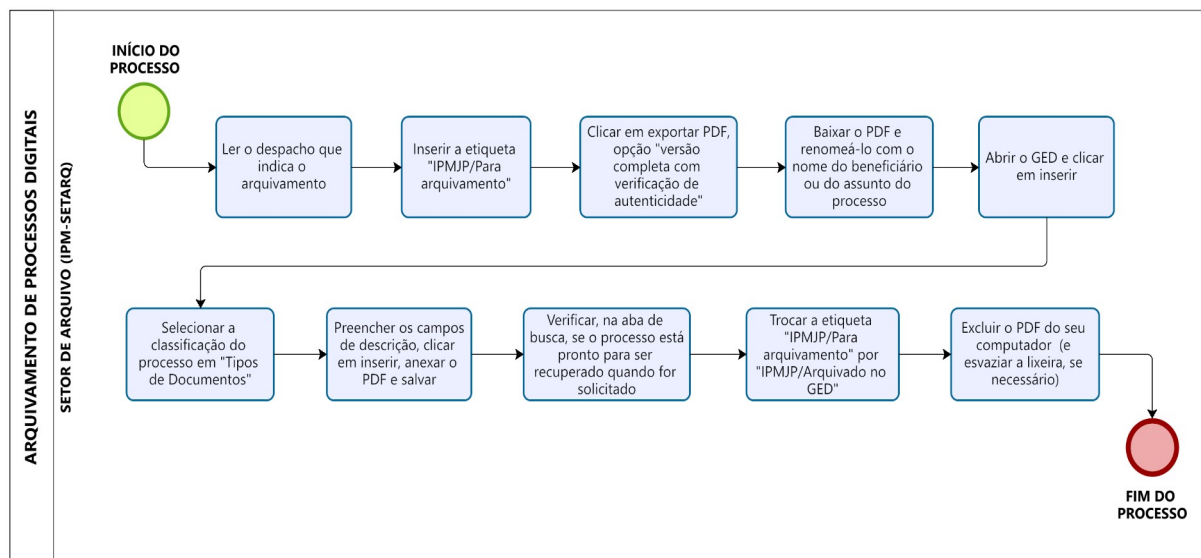 ARQUIVAMENTO DE PROCESSOS DIGITAIS
SETOR DE ARQUIVO (IPM-SETARQ)
INÍCIO DO
PROCESSO
Ler o despacho que
indica o
arquivamento
Inserir a etiqueta
"IPMJP/Para
arquivamento"
Clicar em exportar PDF,
opção "versão
completa com
verificação de
autenticidade"
Baixar o PDF e
renomeá-lo com o
nome do beneficiário
ou do assunto do
processo
Abrir o GED e clicar
em inserir
Selecionar a
classificação do
processo em "Tipos
de Documentos"
Preencher os campos
de descrição, clicar
em inserir, anexar o
PDF e salvar
Verificar, na aba de
busca, se o processo está
pronto para ser
recuperado quando for
solicitado
Trocar a etiqueta
"IPMJP/Para
arquivamento" por
"IPMJP/Arquivado no
GED"
Excluir o PDF do seu
computador (e
esvaziar a lixeira, se
necessário)
FIM DO
PROCESSO